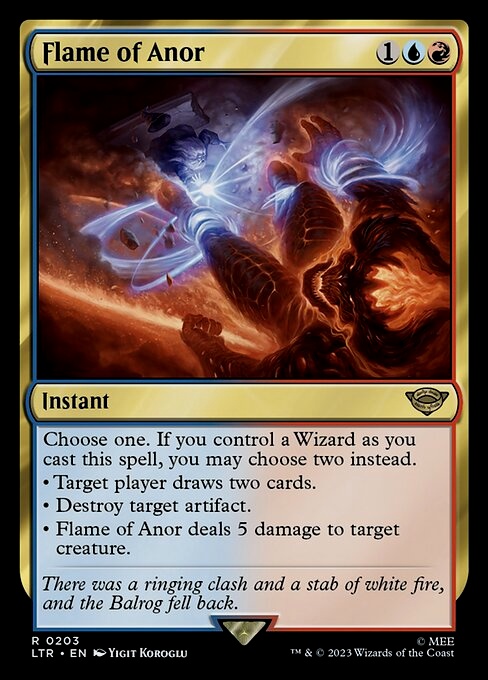 Flame of Anor 1
Instant
Choose one. If you control a Wizard as you
cast this spell, you may choose two instead.
• Target player draws two cards.
• Destroy target artifact.
• Flame of Anor deals 5 damage to target
creature.
There was a ringing clash and a stab of white fire,
and the Balrog fell back.
R 0203
LTR • EN Yigit Koroglu
© MEE
™ & © 2023 Wizards of the Coast